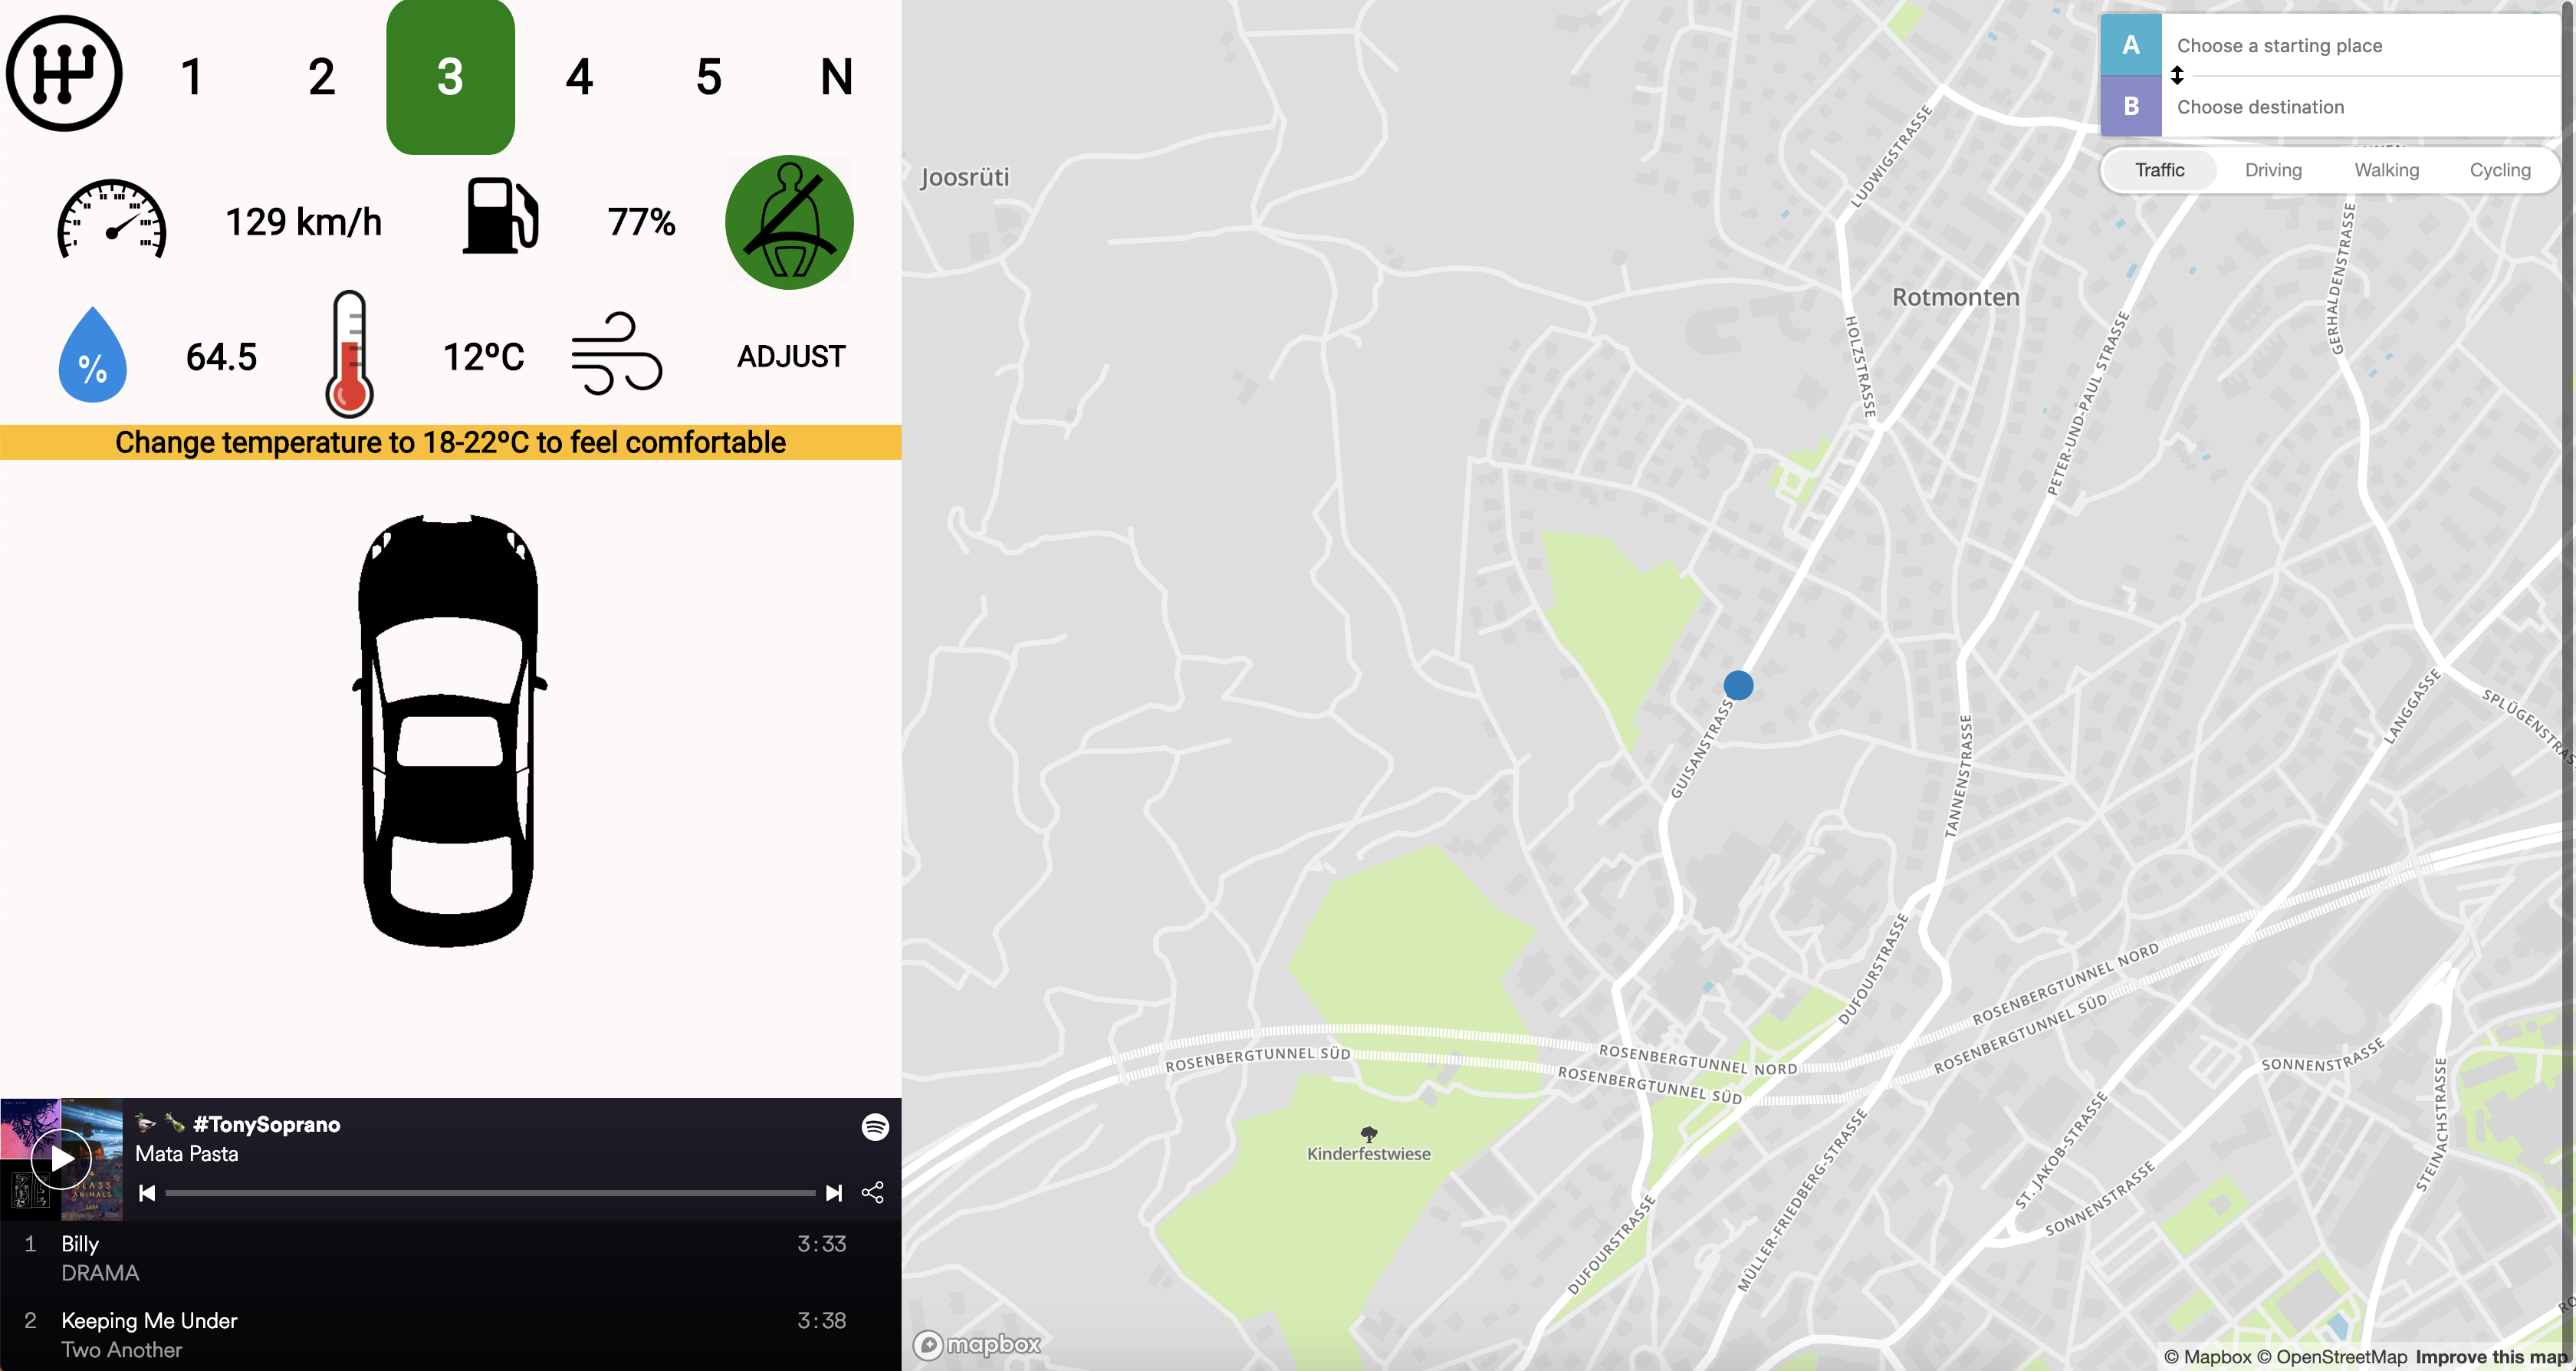 1 2 3 4 5 N
129 km/h 77%
% 64.5 12ºC ADJUST
Change temperature to 18-22ºC to feel comfortable
#TonySoprano
Mata Pasta
1 Billy 3:33
DRAMA
2 Keeping Me Under 3:38
Two Another
A Choose a starting place
B Choose destination
Traffic Driving Walking Cycling
Joosrüti
LUDWIGSTRASSE
Rotmonten
HOLZSTRASSE
GERHALDENSTRASSE
PETER-UND-PAUL STRASSE
GUISANSTRASS
TANNENSTRASSE
LANGGASSE
SPLÜGENSTRAS
DUFOURSTRASSE
ROSENBERGTUNNEL NORD
ROSENBERGTUNNEL SÜD
ROSENBERGTUNNEL SÜD
ROSENBERGTUNNEL NORD
ROSENBERGTUNNEL SÜD
SONNENSTRASSE
STEINACHSTRASSE
Kinderfestwiese
ST. JAKOB-STRASSE
SONNENSTRASSE
DUFOURSTRASSE
MÜLLER-FRIEDBERG-STRASSE
mapbox
© Mapbox © OpenStreetMap Improve this map